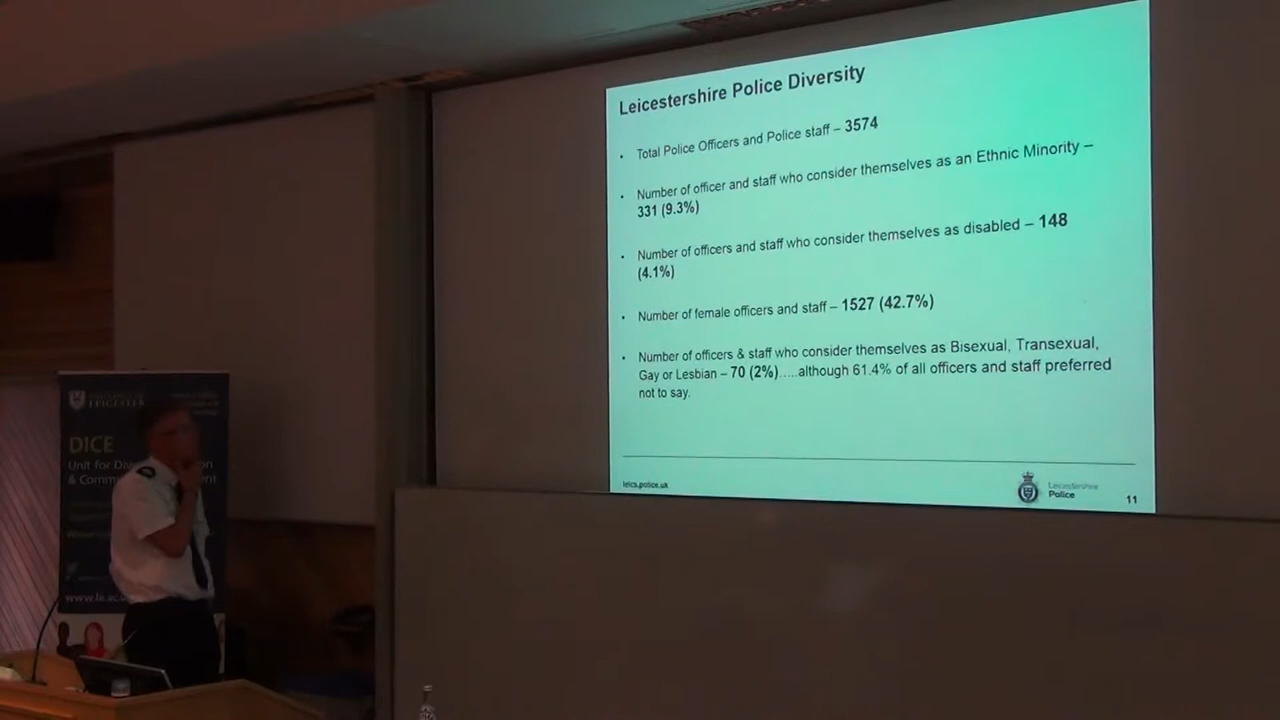 Leicestershire Police Diversity
• Total Police Officers and Police staff – 3574
• Number of officer and staff who consider themselves as an Ethnic Minority –
331 (9.3%)
• Number of officers and staff who consider themselves as disabled – 148
(4.1%)
• Number of female officers and staff – 1527 (42.7%)
• Number of officers & staff who consider themselves as Bisexual, Transexual,
Gay or Lesbian – 70 (2%).....although 61.4% of all officers and staff preferred
not to say.
leics.police.uk
Leicestershire
Police
11
LEICESTER
DICE
Unit for
&
www.le.ac